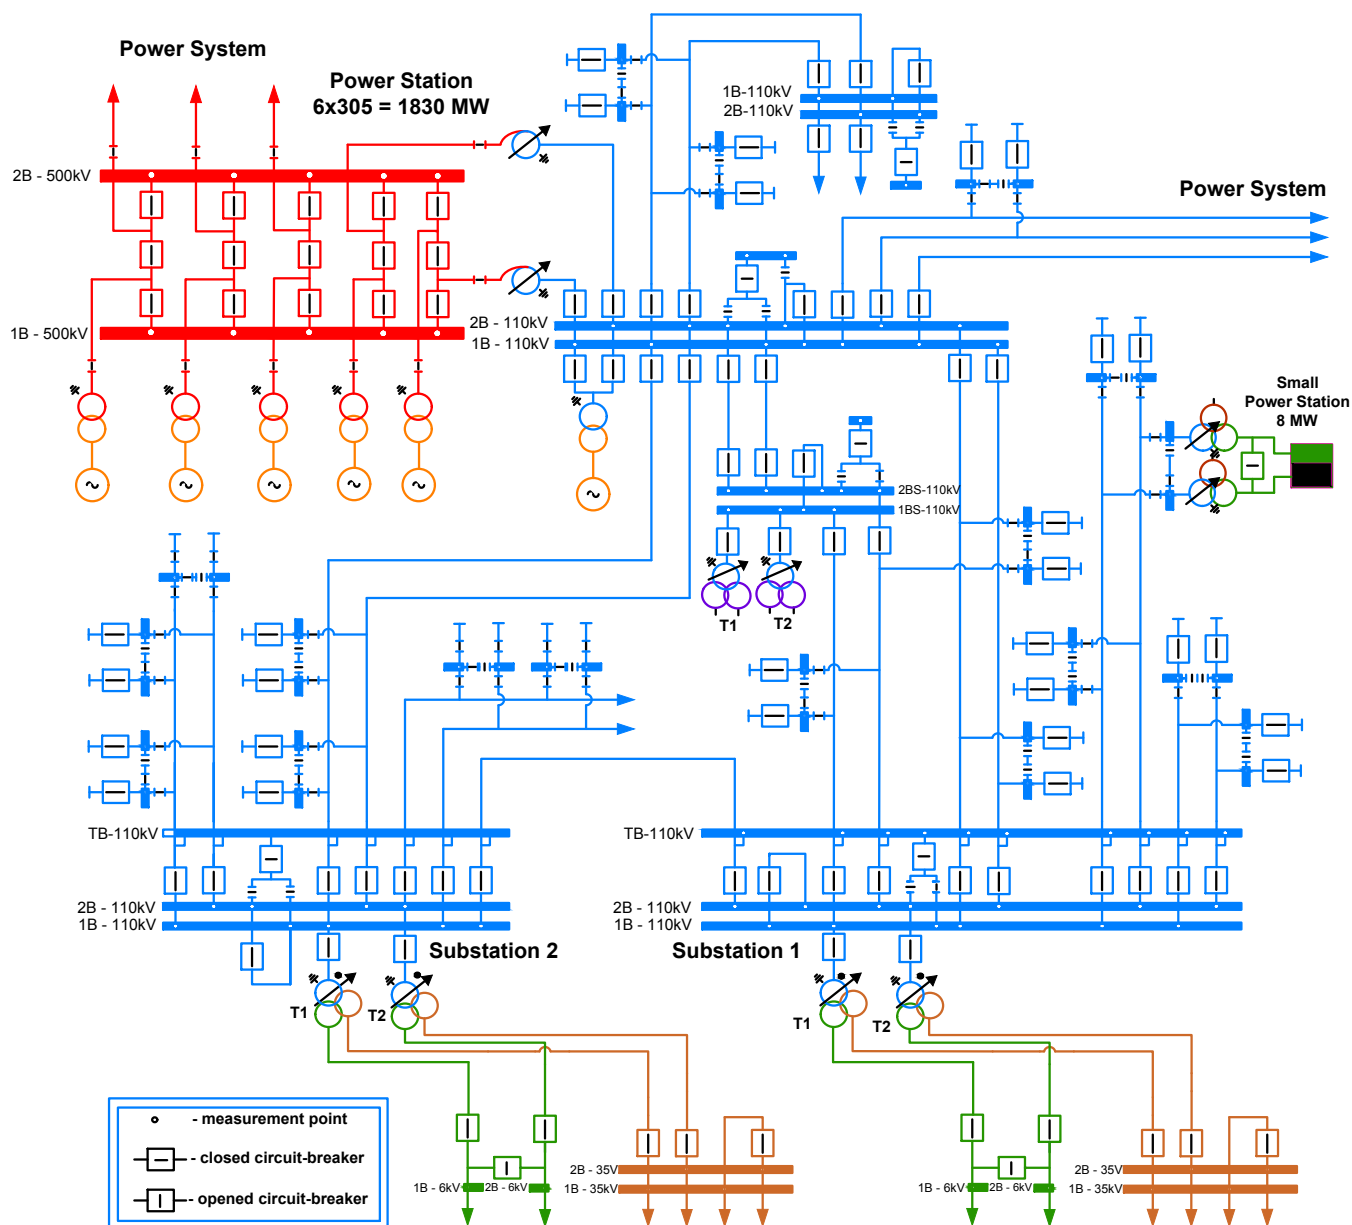 Power System
Power Station
6x305 = 1830 MW
1B-110kV
2B-110kV
2B - 500kV
Power System
1B - 500kV
2B - 110kV
1B - 110kV
Small
Power Station
8 MW
~
~
~
~
~
~
2BS-110kV
1BS-110kV
T1
T2
TB-110kV
TB-110kV
2B - 110kV
1B - 110kV
2B - 110kV
1B - 110kV
Substation 2
Substation 1
T1
T2
T1
T2
- measurement point
- closed circuit-breaker
- opened circuit-breaker
1B - 6kV
2B - 6kV
2B - 35V
1B - 35kV
1B - 6kV
2B - 6kV
2B - 35V
1B - 35kV